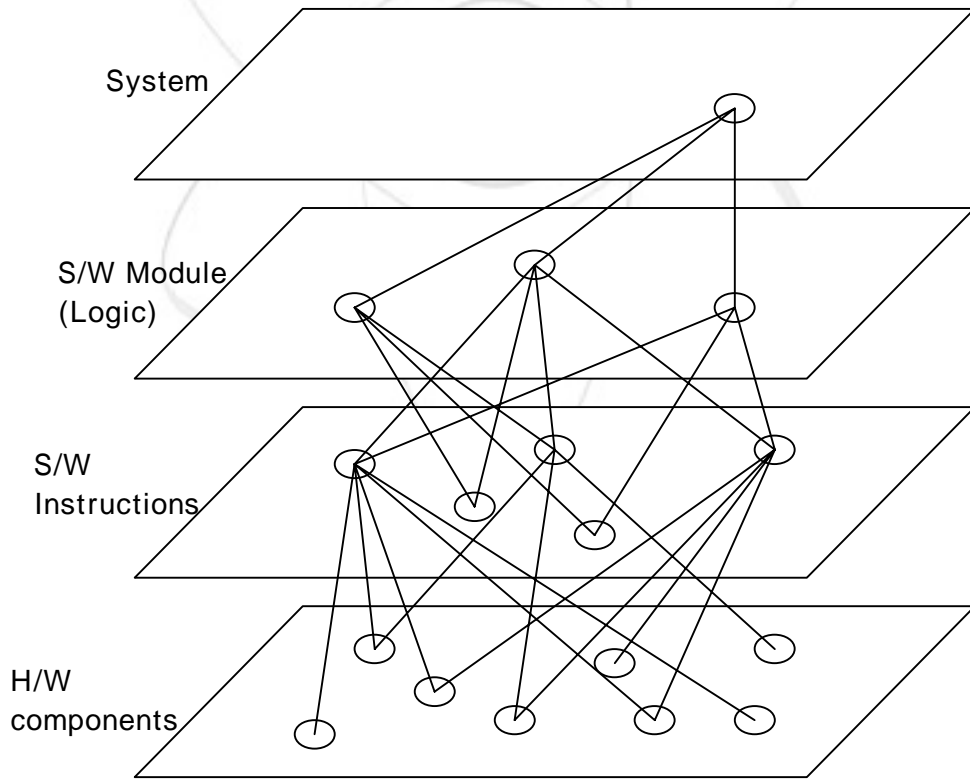 System
S/W Module
(Logic)
S/W
Instructions
H/W
components